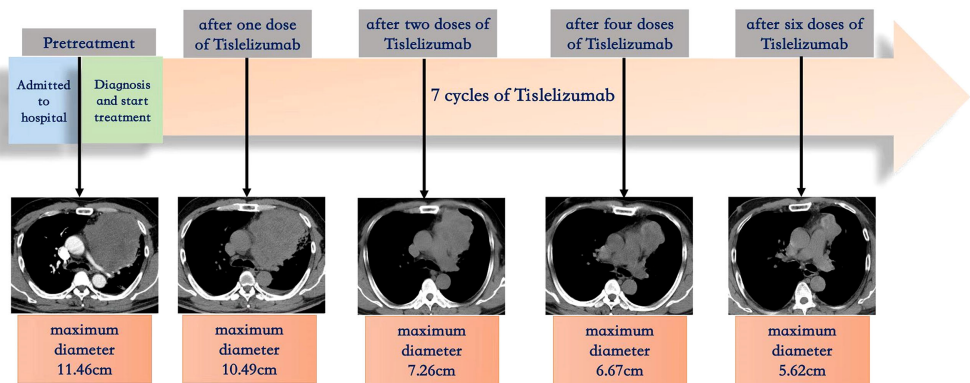 Pretreatment
after one dose
of Tislelizumab
after two doses of
Tislelizumab
after four doses
of Tislelizumab
after six doses of
Tislelizumab
Admitted
to
hospital
Diagnosis
and start
treatment
7 cycles of Tislelizumab
maximum
diameter
11.46cm
maximum
diameter
10.49cm
maximum
diameter
7.26cm
maximum
diameter
6.67cm
maximum
diameter
5.62cm